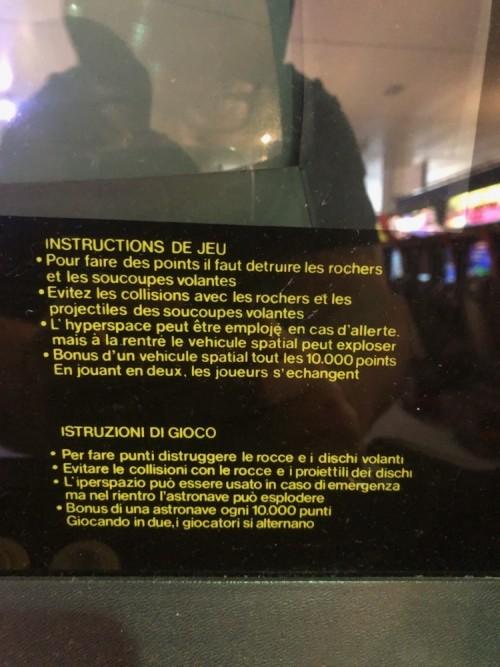 INSTRUCTIONS DE JEU
• Pour faire des points il faut detruire les rochers
et les soucoupes volantes
• Evitez les collisions avec les rochers et les
projectiles des soucoupes volantes
• L' hyperspace peut être emploje en cas d'allerte.
mais à la rentré le vehicule spatial peut exploser
• Bonus d'un vehicule spatial tout les 10.000 points
En jouant en deux, les joueurs s'echangent
ISTRUZIONI DI GIOCO
• Per fare punti distruggere le rocce e i dischi volanti
• Evitare le collisioni con le rocce e i proiettili dei dischi
• L'iperspazio può essere usato in caso di emergenza
ma nel rientro l'astronave può esplodere
• Bonus di una astronave ogni 10.000 punti
Giocando in due, i giocatori si alternano